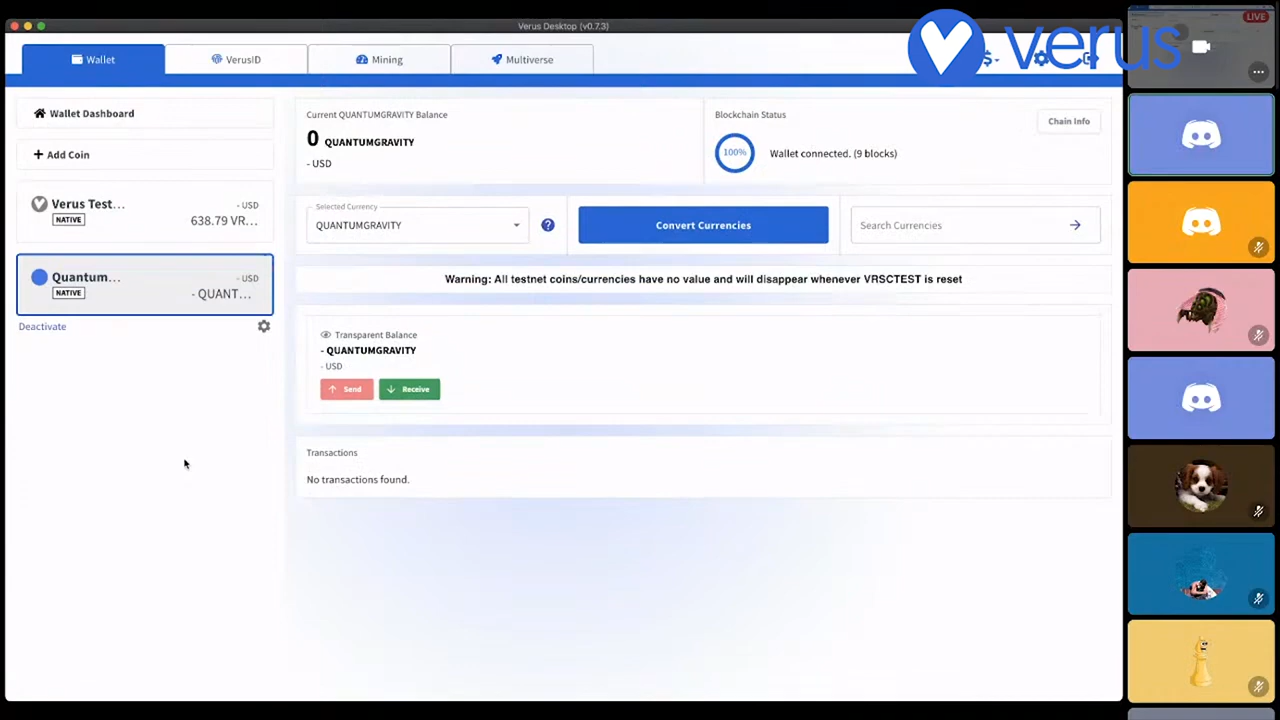 Verus Desktop (v0.7.3)
Wallet
VerusID
Mining
Multiverse
verus
$
LIVE
Wallet Dashboard
Add Coin
Verus Test...
- USD
NATIVE
638.79 VR...
Quantum...
- USD
NATIVE
- QUANT...
Deactivate
Current QUANTUMGRAVITY Balance
0 QUANTUMGRAVITY
- USD
Blockchain Status
Chain Info
100%
Wallet connected. (9 blocks)
Selected Currency
QUANTUMGRAVITY
?
Convert Currencies
Search Currencies
Warning: All testnet coins/currencies have no value and will disappear whenever VRSCTEST is reset
Transparent Balance
- QUANTUMGRAVITY
- USD
Send
Receive
Transactions
No transactions found.